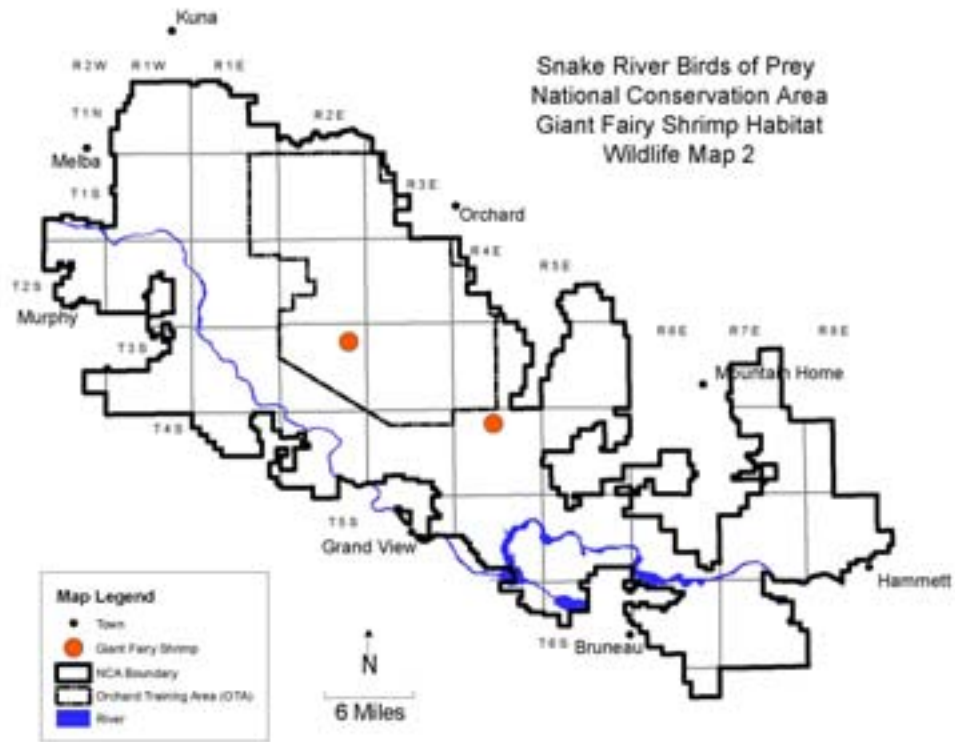 Kuna
Snake River Birds of Prey
National Conservation Area
Giant Fairy Shrimp Habitat
Wildlife Map 2
R2W
R1W
R1E
R2E
T1N
Melba
T1S
R3E
Orchard
R4E
R5E
T2S
Murphy
R6E
R7E
R8E
T3S
Mountain Home
T4S
T5S
Grand View
Hammett
T6S
Bruneau
Map Legend
Town
Giant Fairy Shrimp
NCA Boundary
Orchard Training Area (OTA)
River
N
6 Miles